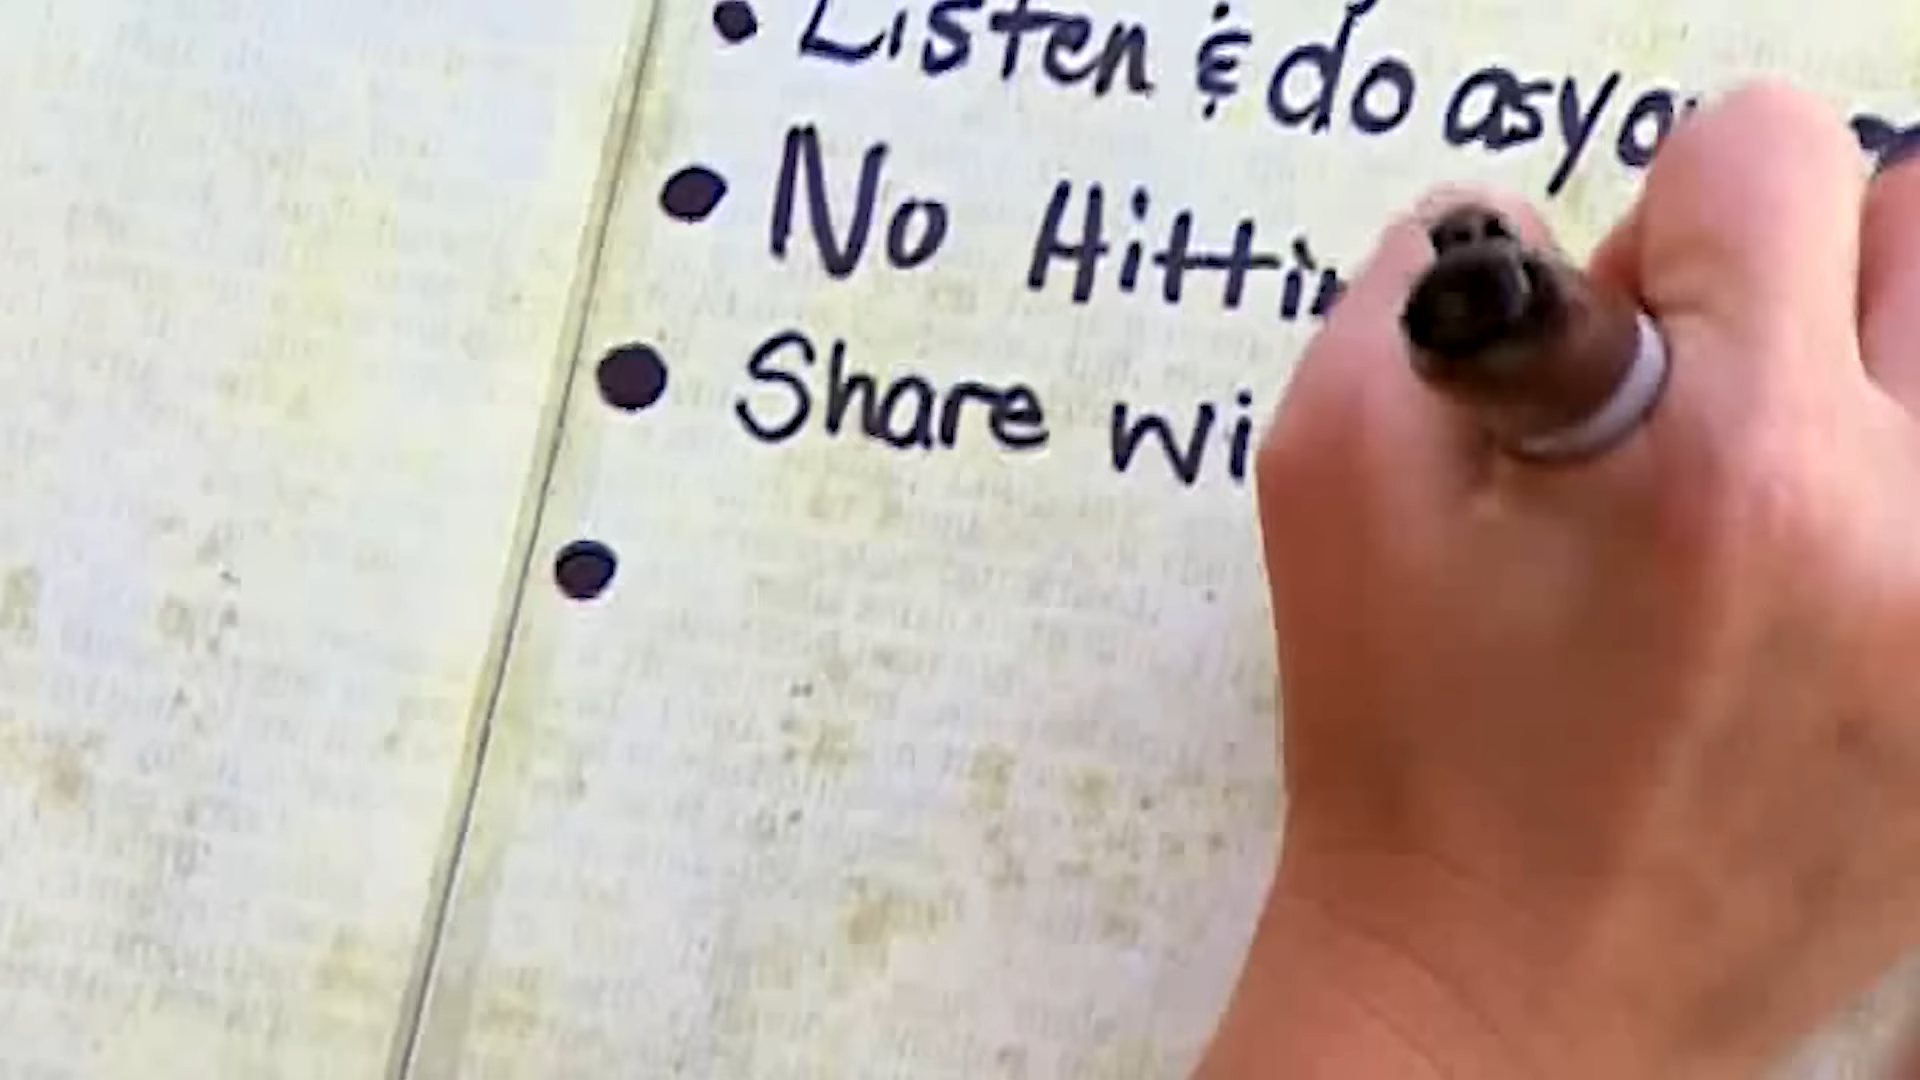 • Listen & do as yo
• No Hittin
• Share wi
•